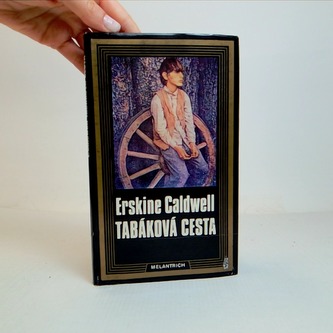 Erskine Caldwell
TABÁKOVÁ CESTA
MELANTRICH